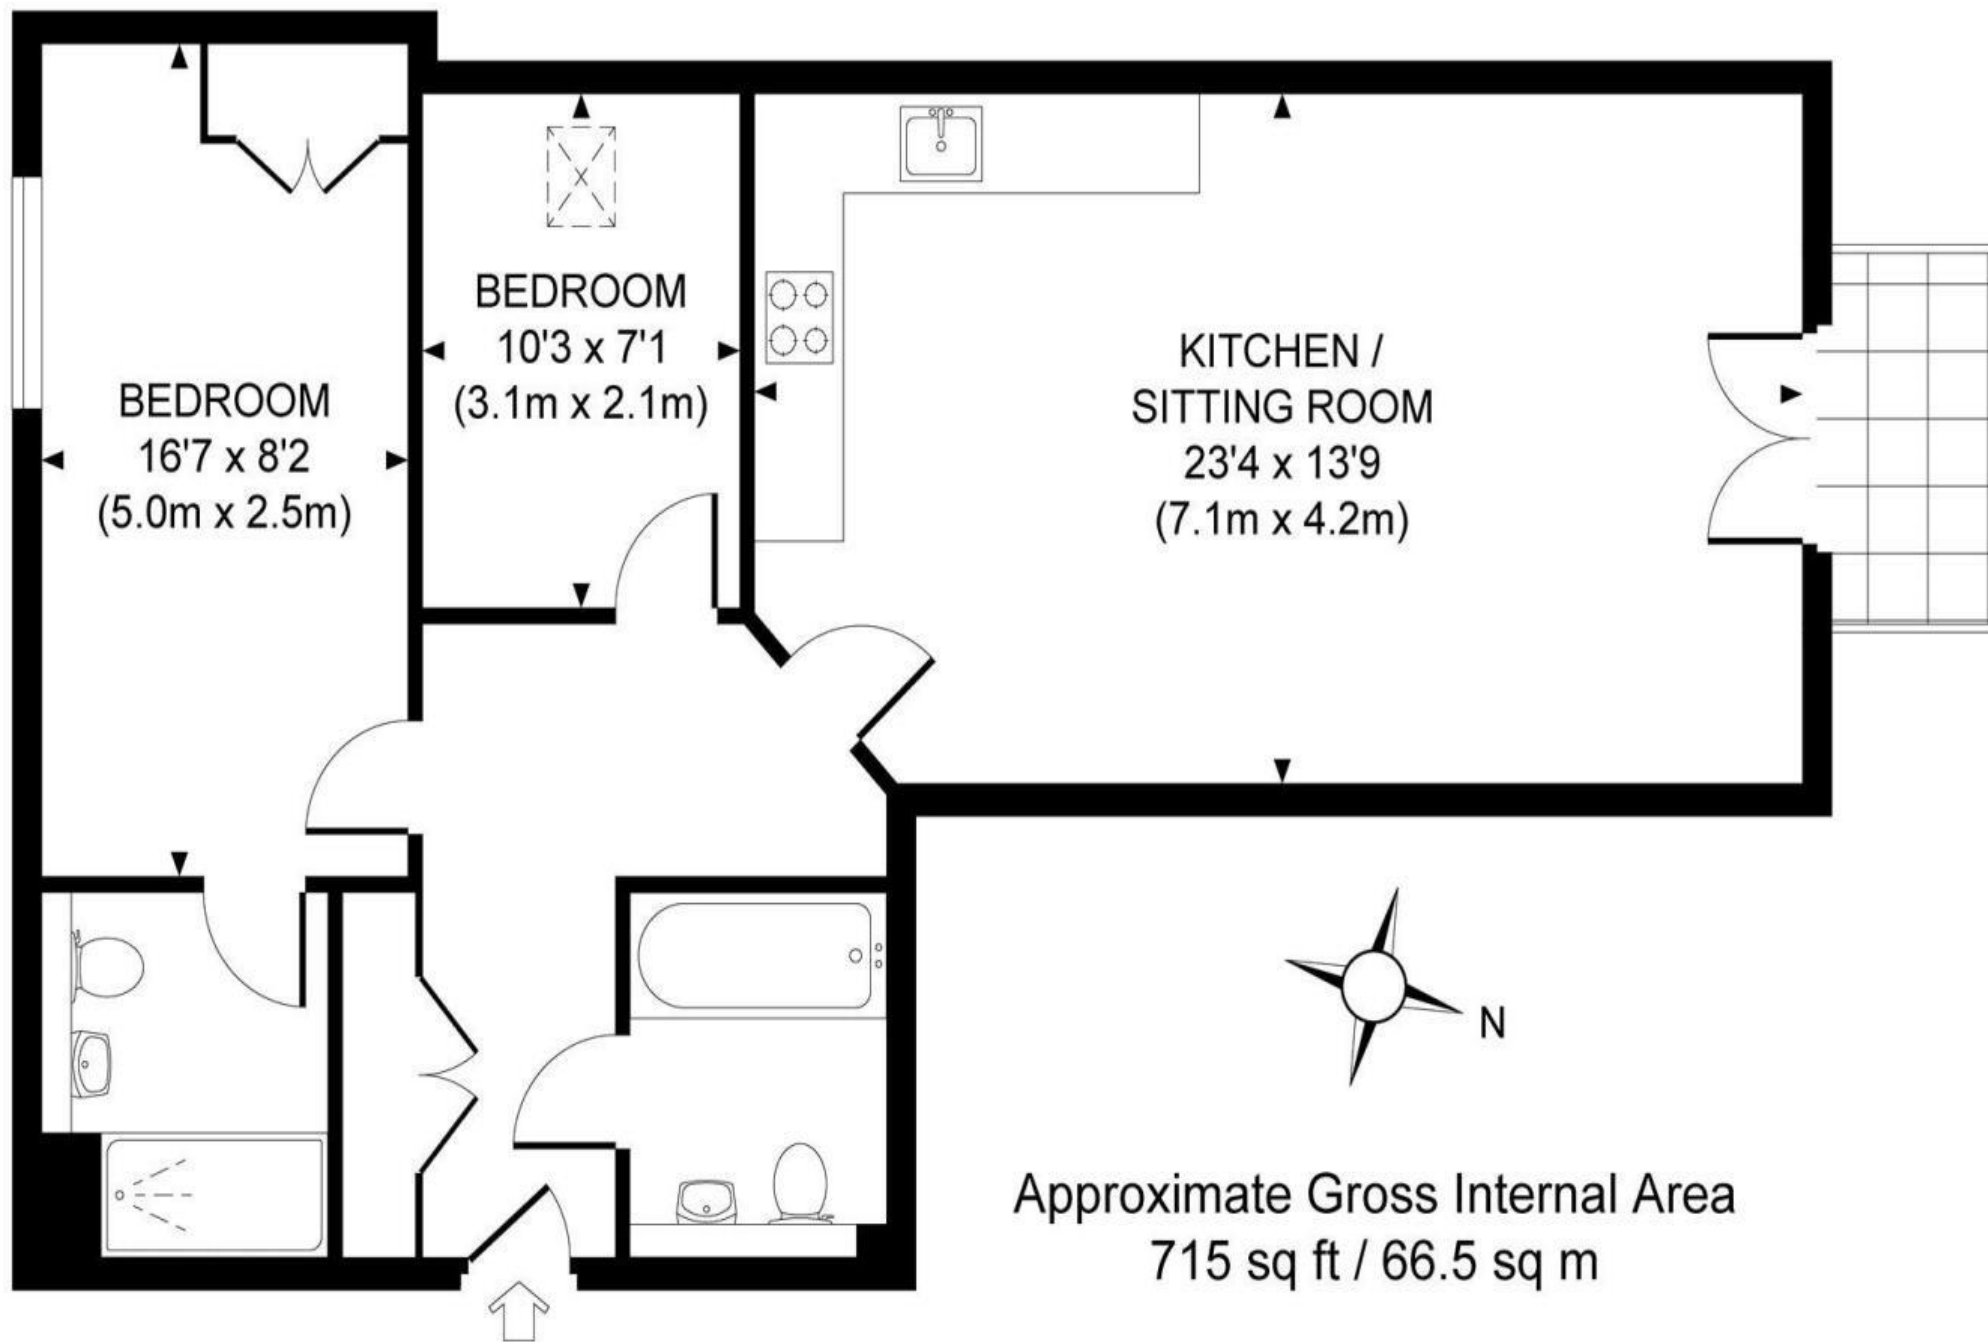 BEDROOM
16'7 x 8'2
(5.0m x 2.5m)
BEDROOM
10'3 x 7'1
(3.1m x 2.1m)
KITCHEN /
SITTING ROOM
23'4 x 13'9
(7.1m x 4.2m)
N
Approximate Gross Internal Area
715 sq ft / 66.5 sq m